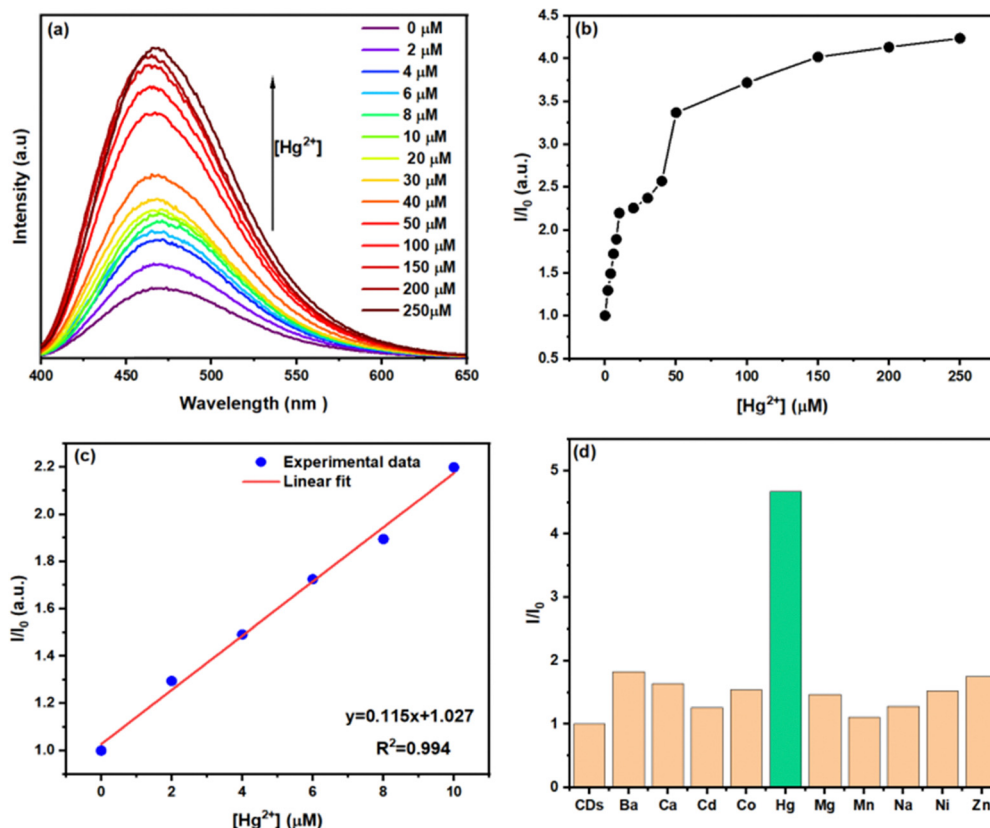 (a)
0 μM
2 μM
4 μM
6 μM
8 μM
10 μM
20 μM
30 μM
40 μM
50 μM
100 μM
150 μM
200 μM
250μM
[Hg²⁺]
Intensity (a.u)
400 450 500 550 600 650
Wavelength (nm )
(b)
4.5
4.0
3.5
3.0
2.5
2.0
1.5
1.0
0.5
I/I₀ (a.u.)
0 50 100 150 200 250
[Hg²⁺] (μM)
(c)
Experimental data
Linear fit
2.2
2.0
1.8
1.6
1.4
1.2
1.0
I/I₀ (a.u.)
y=0.115x+1.027
R²=0.994
0 2 4 6 8 10
[Hg²⁺] (μM)
(d)
5
4
3
2
1
0
I/I₀
CDs Ba Ca Cd Co Hg Mg Mn Na Ni Zn